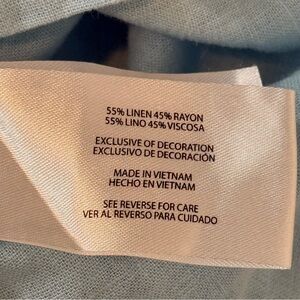 55% LINEN 45% RAYON
55% LINO 45% VISCOSA
EXCLUSIVE OF DECORATION
EXCLUSIVO DE DECORACIÓN
MADE IN VIETNAM
HECHO EN VIETNAM
SEE REVERSE FOR CARE
VER AL REVERSO PARA CUIDADO